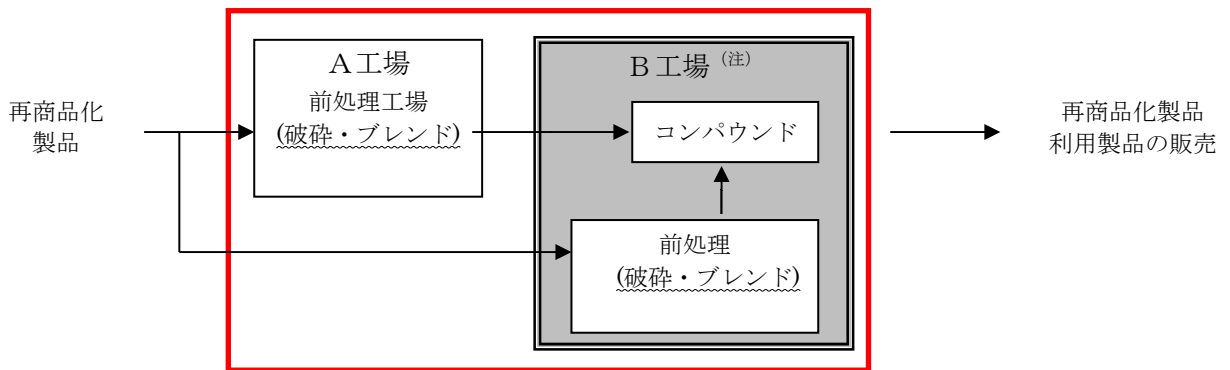 再商品化
製品
A工場
前処理工場
(破砕・ブレンド)
B工場 (注)
コンパウンド
前処理
(破砕・ブレンド)
再商品化製品
利用製品の販売